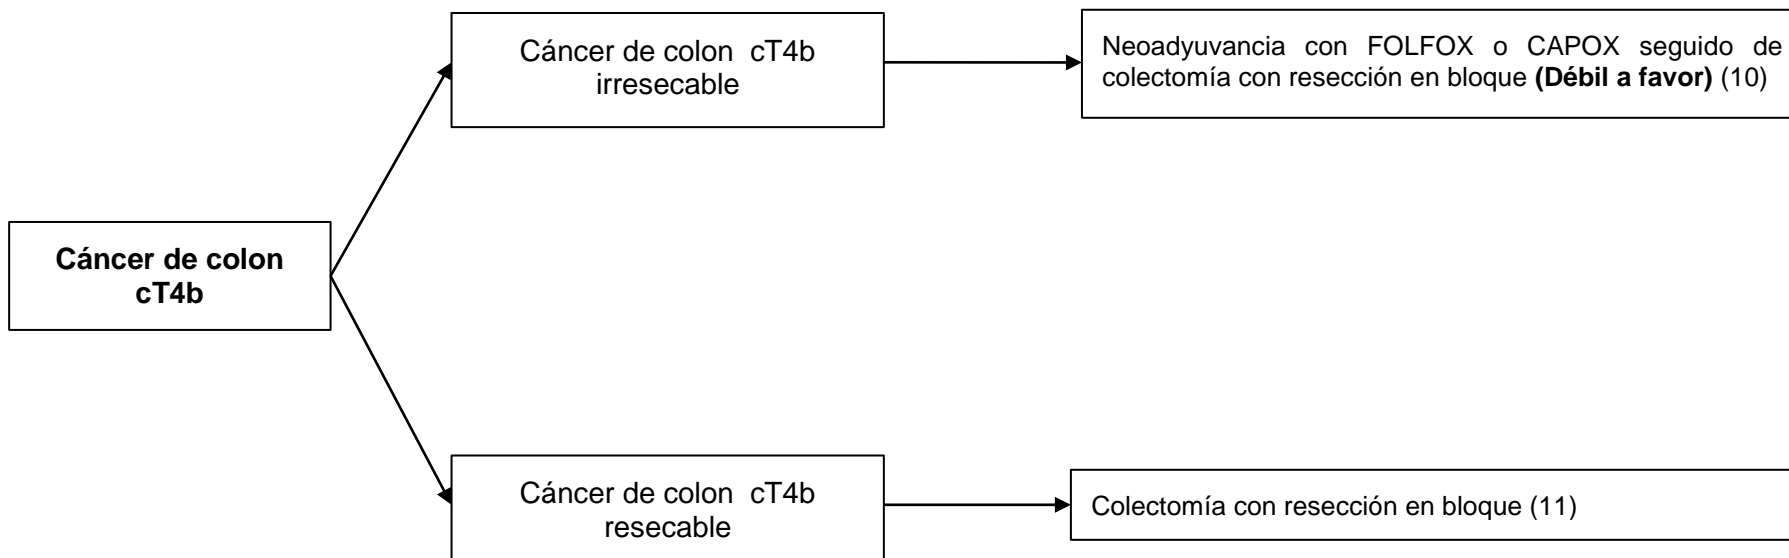 Cáncer de colon cT4b
irresecable
Neoadyuvancia con FOLFOX o CAPOX seguido de
colectomía con resección en bloque (Débil a favor) (10)
Cáncer de colon
cT4b
Cáncer de colon cT4b
resecable
Colectomía con resección en bloque (11)